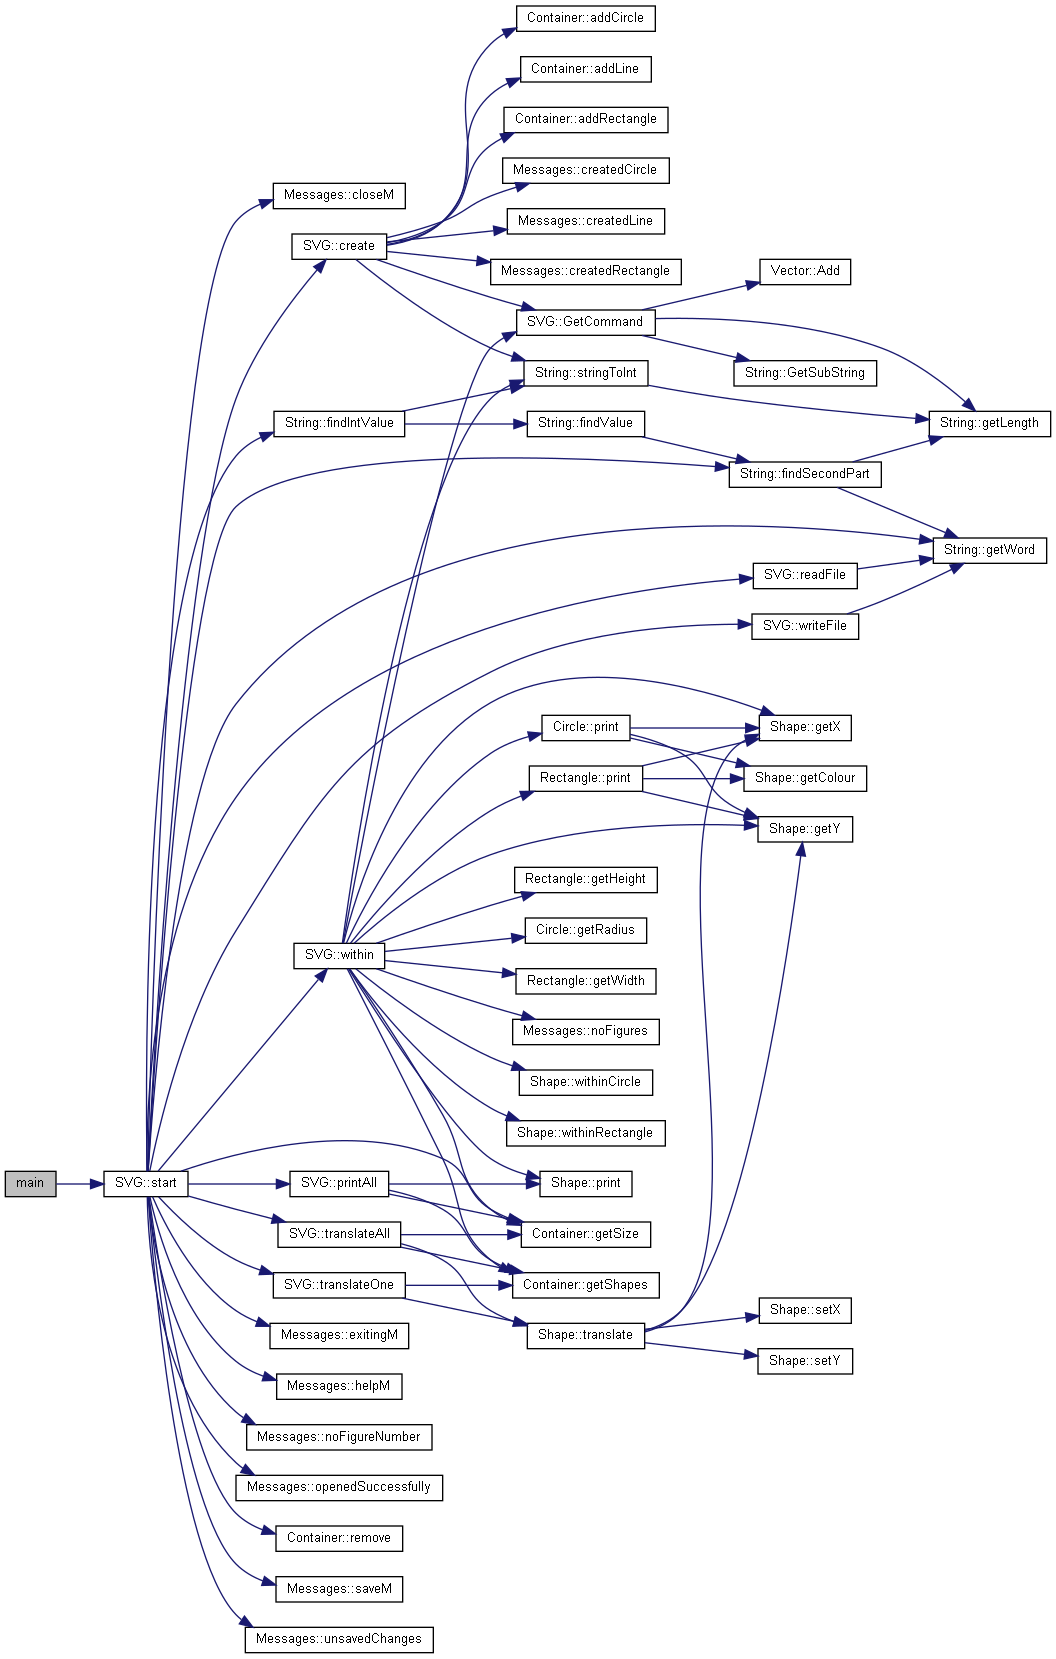 Container::addCircle
Container::addLine
Container::addRectangle
Messages::createdCircle
Messages::closeM
Messages::createdLine
SVG::create
Messages::createdRectangle
Vector::Add
SVG::GetCommand
String::stringToInt
String::GetSubString
String::findIntValue
String::findValue
String::getLength
String::findSecondPart
String::getWord
SVG::readFile
SVG::writeFile
Circle::print
Shape::getX
Rectangle::print
Shape::getColour
Shape::getY
Rectangle::getHeight
Circle::getRadius
SVG::within
Rectangle::getWidth
Messages::noFigures
Shape::withinCircle
Shape::withinRectangle
main
SVG::start
SVG::printAll
Shape::print
SVG::translateAll
Container::getSize
SVG::translateOne
Container::getShapes
Shape::setX
Messages::exitingM
Shape::translate
Shape::setY
Messages::helpM
Messages::noFigureNumber
Messages::openedSuccessfully
Container::remove
Messages::saveM
Messages::unsavedChanges